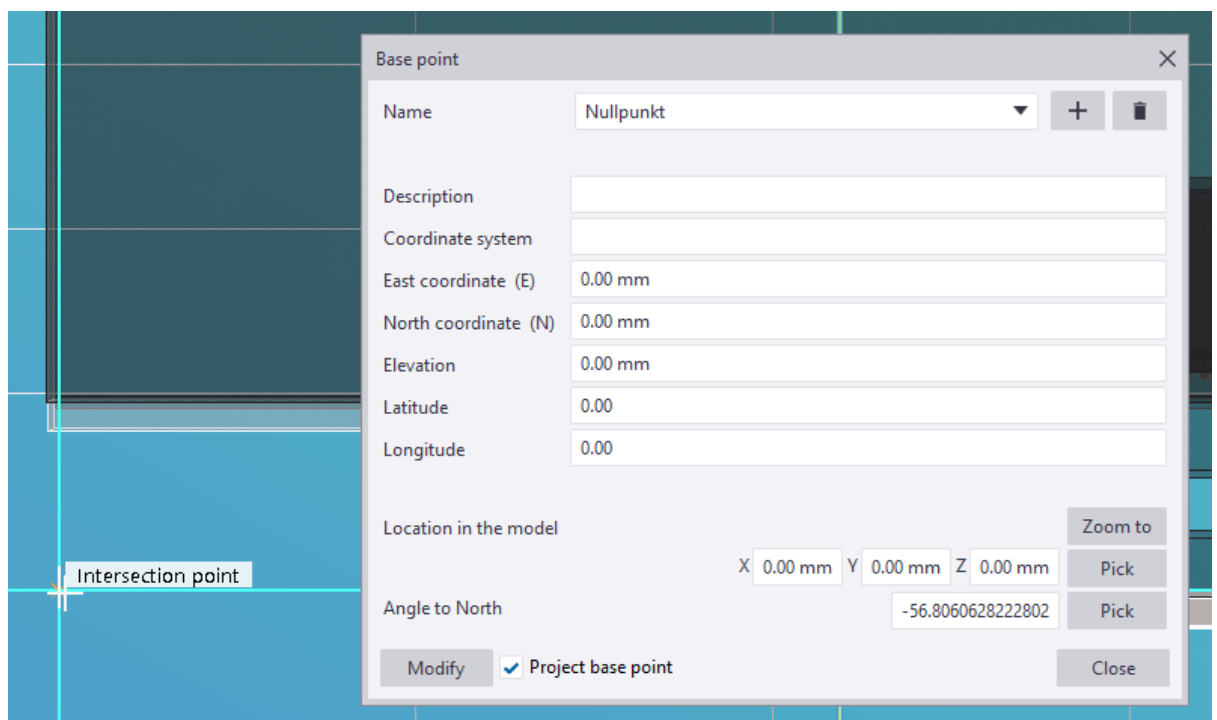 Base point
Name Nullpunkt
Description
Coordinate system
East coordinate (E) 0.00 mm
North coordinate (N) 0.00 mm
Elevation 0.00 mm
Latitude 0.00
Longitude 0.00
Location in the model Zoom to
X 0.00 mm Y 0.00 mm Z 0.00 mm Pick
Intersection point
Angle to North -56.8060628222802 Pick
Modify Project base point Close